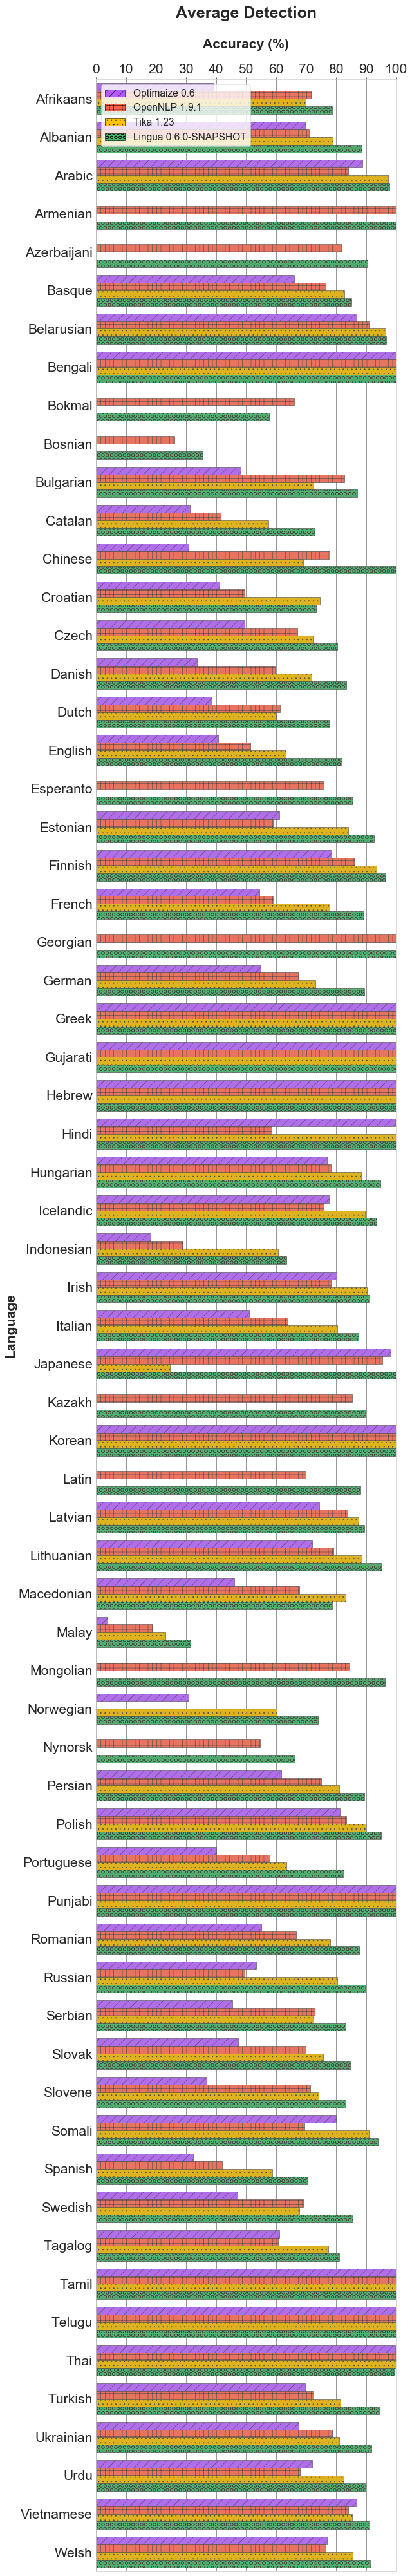 Average Detection
Accuracy (%)
0 10 20 30 40 50 60 70 80 90 100
Optimaize 0.6
OpenNLP 1.9.1
Tika 1.23
Lingua 0.6.0-SNAPSHOT
Afrikaans
Albanian
Arabic
Armenian
Azerbaijani
Basque
Belarusian
Bengali
Bokmal
Bosnian
Bulgarian
Catalan
Chinese
Croatian
Czech
Danish
Dutch
English
Esperanto
Estonian
Finnish
French
Georgian
German
Greek
Gujarati
Hebrew
Hindi
Hungarian
Icelandic
Indonesian
Irish
Language
Italian
Japanese
Kazakh
Korean
Latin
Latvian
Lithuanian
Macedonian
Malay
Mongolian
Norwegian
Nynorsk
Persian
Polish
Portuguese
Punjabi
Romanian
Russian
Serbian
Slovak
Slovene
Somali
Spanish
Swedish
Tagalog
Tamil
Telugu
Thai
Turkish
Ukrainian
Urdu
Vietnamese
Welsh